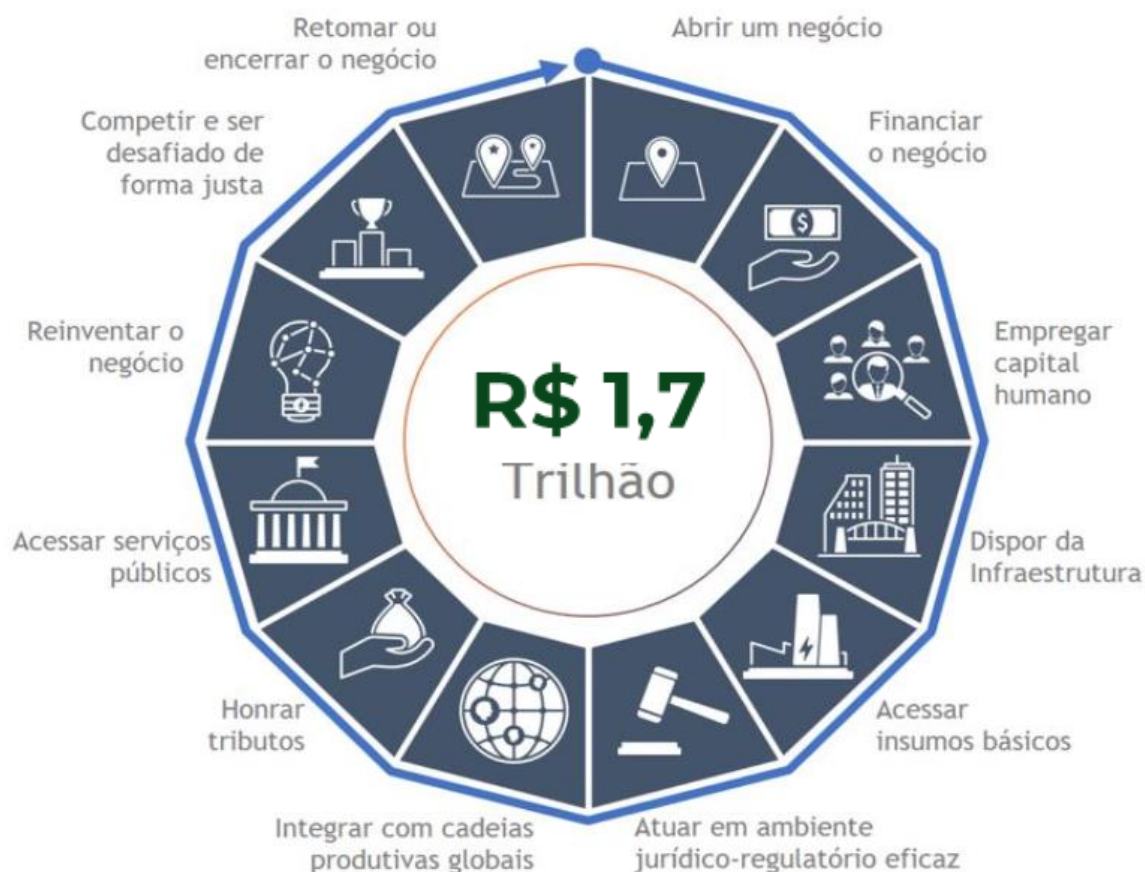 Abrir um negócio
Financiar
o negócio
Empregar
capital
humano
Dispor da
Infraestrutura
Acessar
insumos básicos
Atuar em ambiente
jurídico-regulatório eficaz
Integrar com cadeias
produtivas globais
Honrar
tributos
Acessar serviços
públicos
Reinventar o
negócio
Competir e ser
desafiado de
forma justa
Retomar ou
encerrar o negócio
R$ 1,7
Trilhão
$